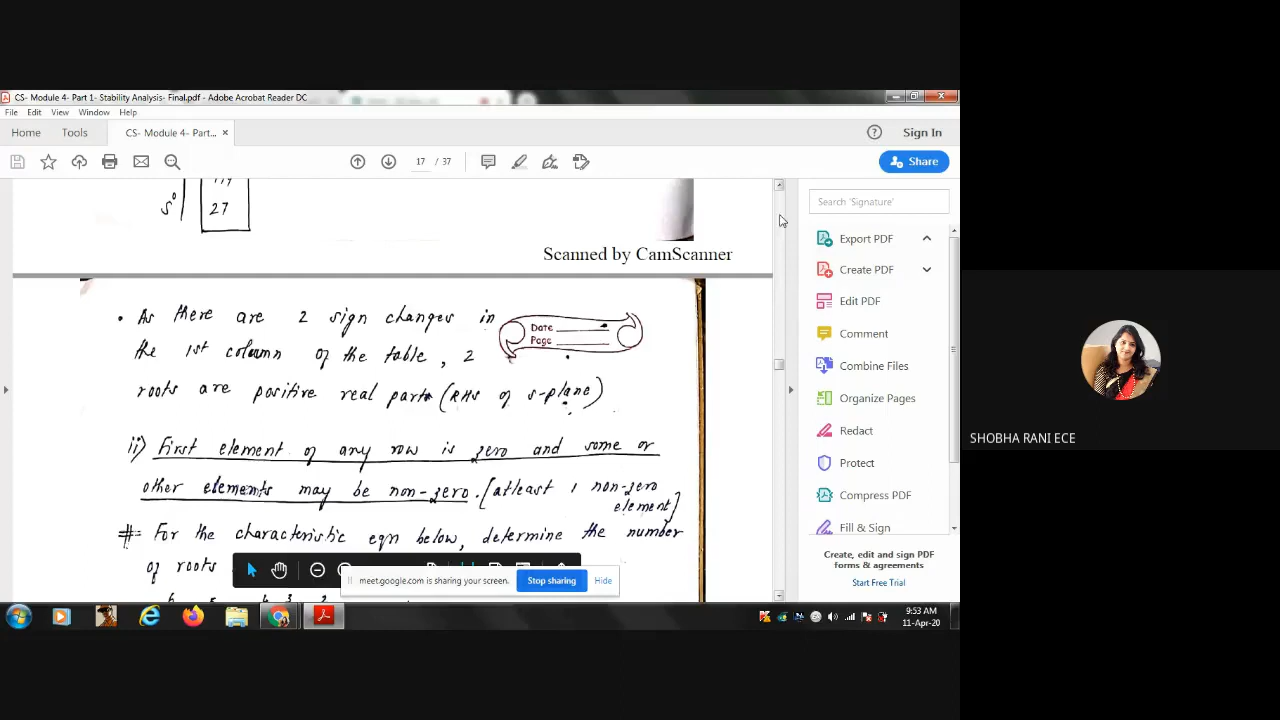 CS- Module 4- Part 1- Stability Analysis- Final.pdf - Adobe Acrobat Reader DC
File Edit View Window Help
Home Tools CS- Module 4- Part... × Sign In
17 / 37 Share
s⁰ 27
Scanned by CamScanner
Search 'Signature'
Export PDF
Create PDF
Edit PDF
Comment
Combine Files
Organize Pages
Redact
Protect
Compress PDF
Fill & Sign
Create, edit and sign PDF
forms & agreements
Start Free Trial
Date
Page
• As there are 2 sign changes in
the 1st column of the table, 2
roots are positive real part (RHS of s-plane)
ii) First element of any row is zero and some or
other elements may be non-zero. [atleast 1 non-zero
element]
#= For the characteristic eqn below, determine the number
of roots
meet.google.com is sharing your screen. Stop sharing Hide
9:53 AM
11-Apr-20
SHOBHA RANI ECE